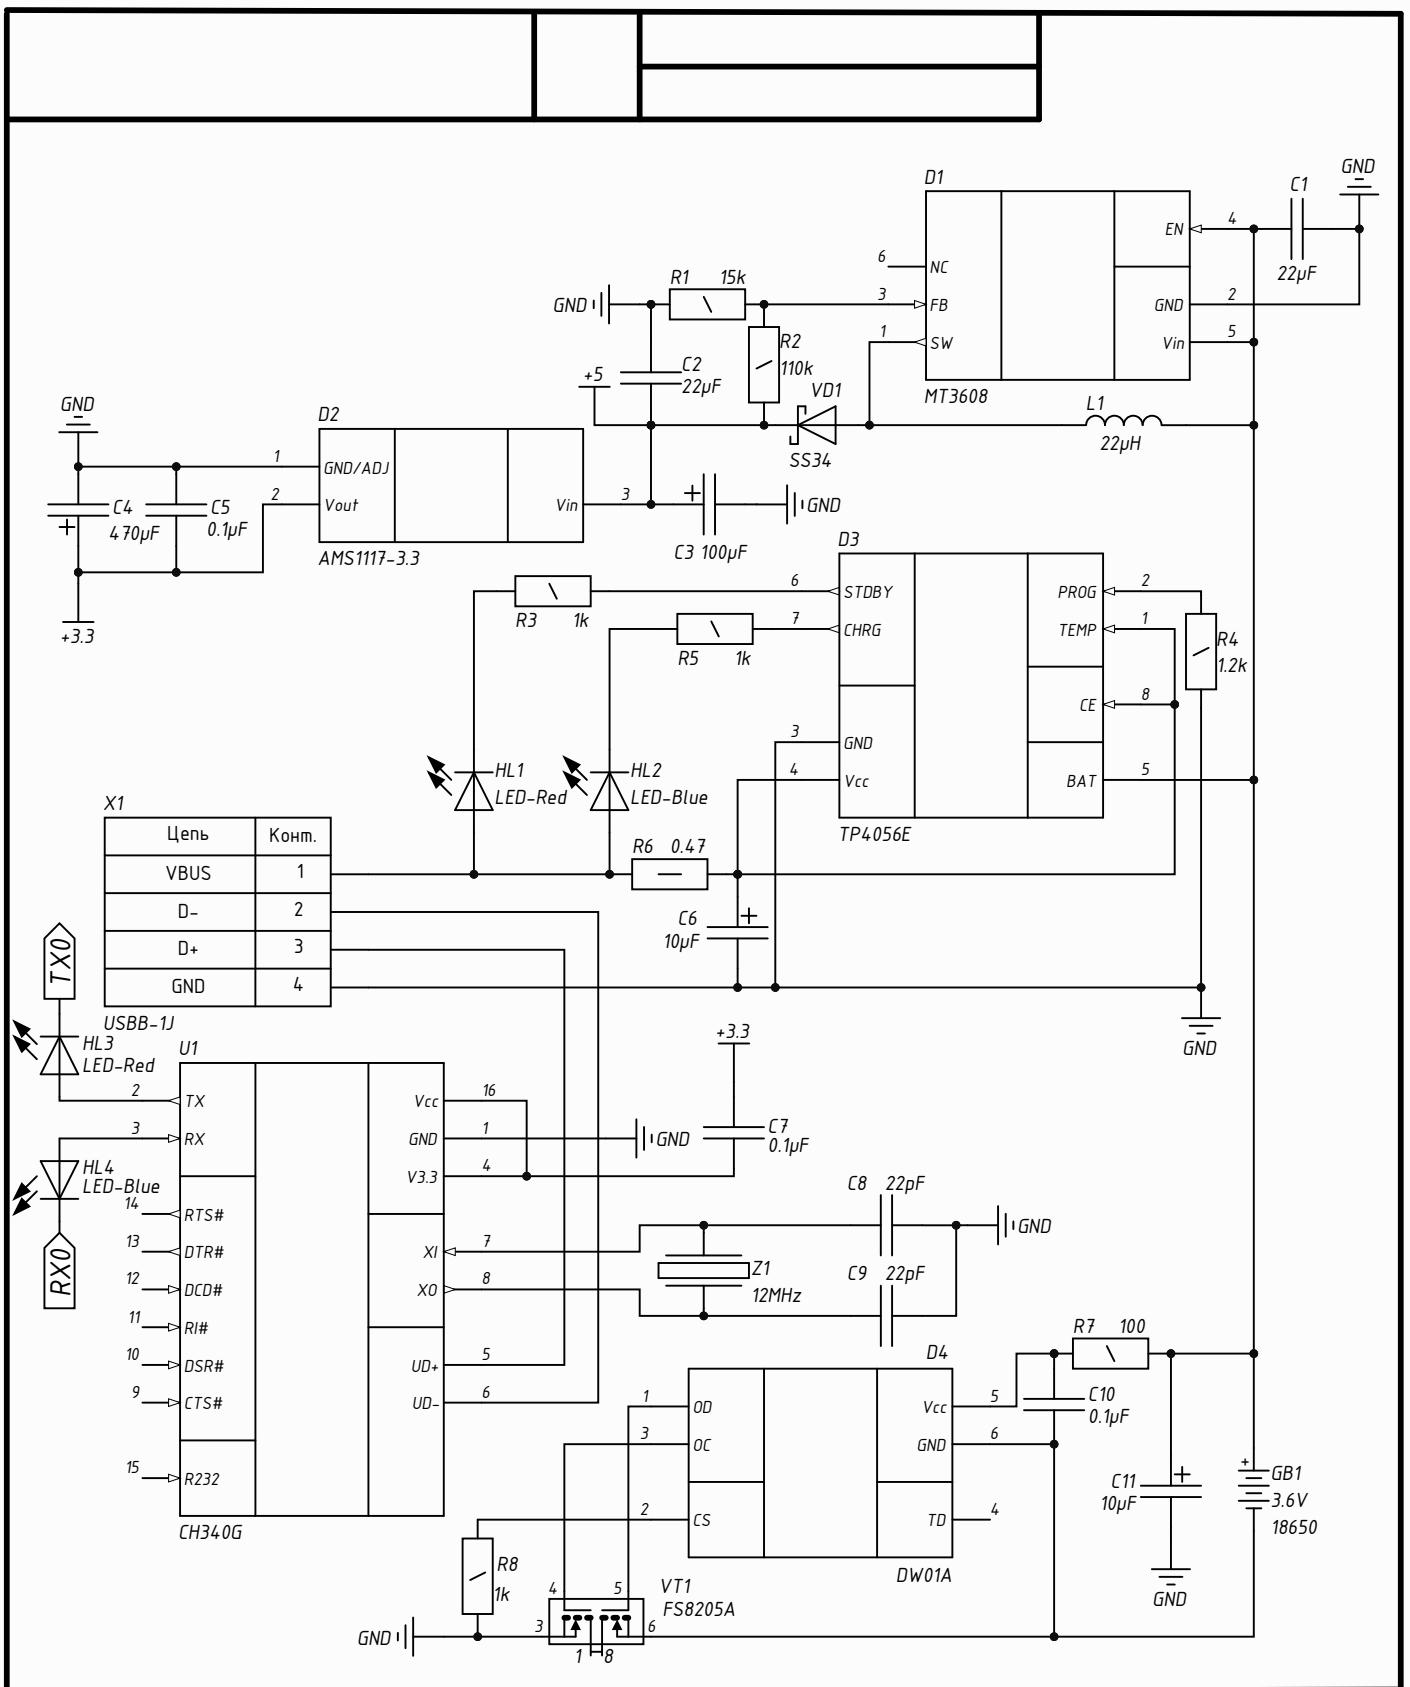 GND
D1
C1
EN
4
22µF
6
NC
R1 15k
GND
3
FB
GND
2
1
SW
Vin
5
R2
110k
+5
C2
22µF
VD1
MT3608
L1
22µH
SS34
GND
D2
1
GND/ADJ
2
Vout
Vin
3
C4
470µF
C5
0.1µF
AMS1117-3.3
GND
C3 100µF
+3.3
D3
6
STDBY
PROG
2
R3 1k
7
CHRG
TEMP
1
R5 1k
R4
1.2k
CE
8
3
GND
4
Vcc
BAT
5
TP4056E
HL1
LED-Red
HL2
LED-Blue
X1
Цепь Конт.
VBUS 1
D- 2
D+ 3
GND 4
USBB-1J
R6 0.47
C6
10µF
GND
TX0
HL3
LED-Red
U1
2
TX
Vcc
16
3
RX
GND
1
GND
V3.3
4
+3.3
C7
0.1µF
HL4
LED-Blue
RX0
14
RTS#
13
DTR#
XI
7
12
DCD#
XO
8
11
RI#
10
DSR#
UD+
5
9
CTS#
UD-
6
15
R232
CH340G
C8 22pF
GND
Z1
12MHz
C9 22pF
R7 100
D4
1
OD
Vcc
5
3
OC
GND
6
2
CS
TD
4
DW01A
C10
0.1µF
C11
10µF
GND
+
GB1
3.6V
18650
R8
1k
4
5
VT1
FS8205A
GND
3
6
1
8